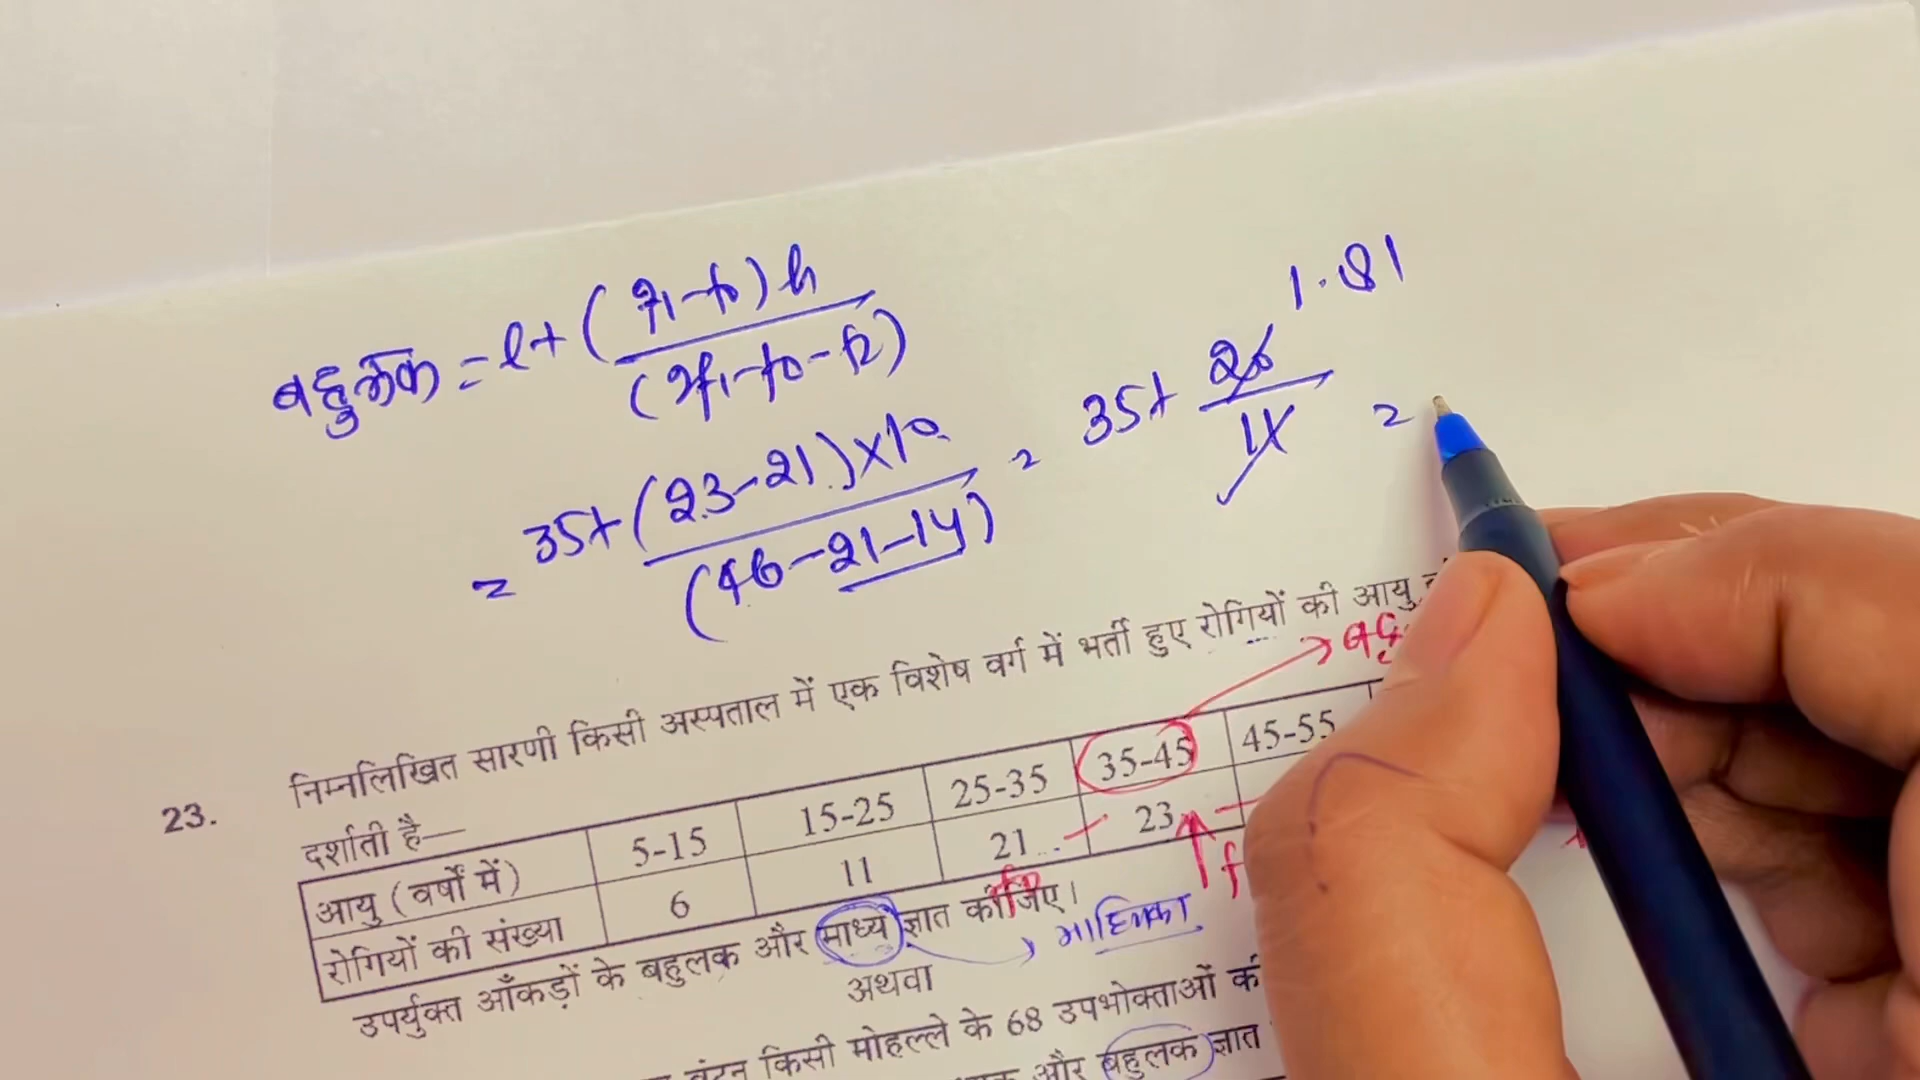 बहुलक = l + ( (f1-f0) h
(2f1-f0-f2)
1.81
= 35+ (23-21)×10 = 35+ 20 =
(46-21-14) 11
निम्नलिखित सारणी किसी अस्पताल में एक विशेष वर्ग में भर्ती हुए रोगियों की आयु
23. दर्शाती है—
आयु (वर्षों में) 5-15 15-25 25-35 35-45 45-55
रोगियों की संख्या 6 11 21 23
उपर्युक्त आँकड़ों के बहुलक और माध्य ज्ञात कीजिए।
अथवा
किसी मोहल्ले के 68 उपभोक्ताओं
और बहुलक ज्ञात